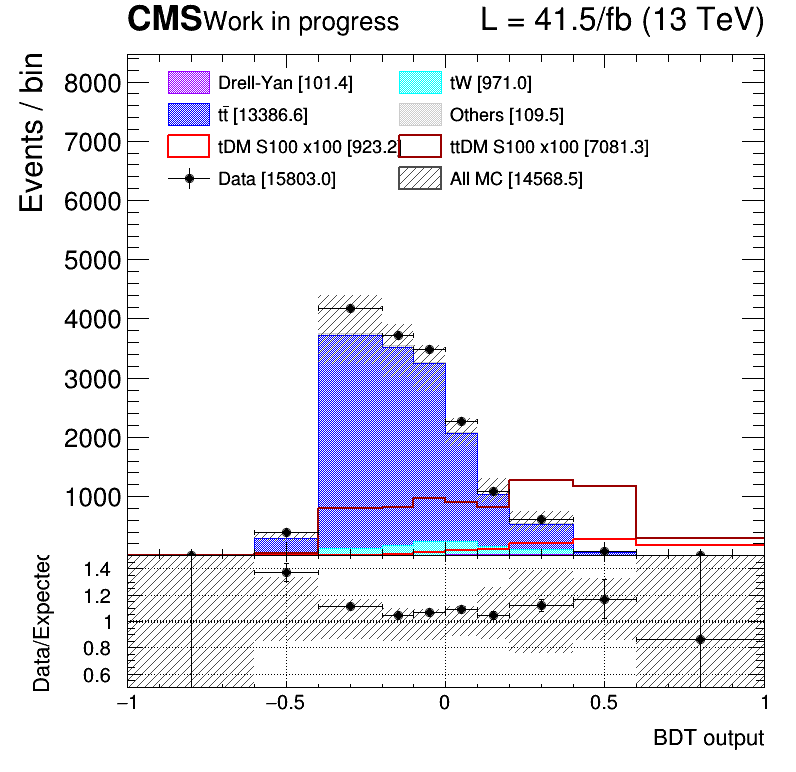 CMS Work in progress L = 41.5/fb (13 TeV)
Events / bin
8000
7000
6000
5000
4000
3000
2000
1000
Drell-Yan [101.4] tW [971.0]
tt̄ [13386.6] Others [109.5]
tDM S100 x100 [923.2] ttDM S100 x100 [7081.3]
Data [15803.0] All MC [14568.5]
Data/Expected
1.4
1.2
1
0.8
0.6
−1 −0.5 0 0.5 1
BDT output